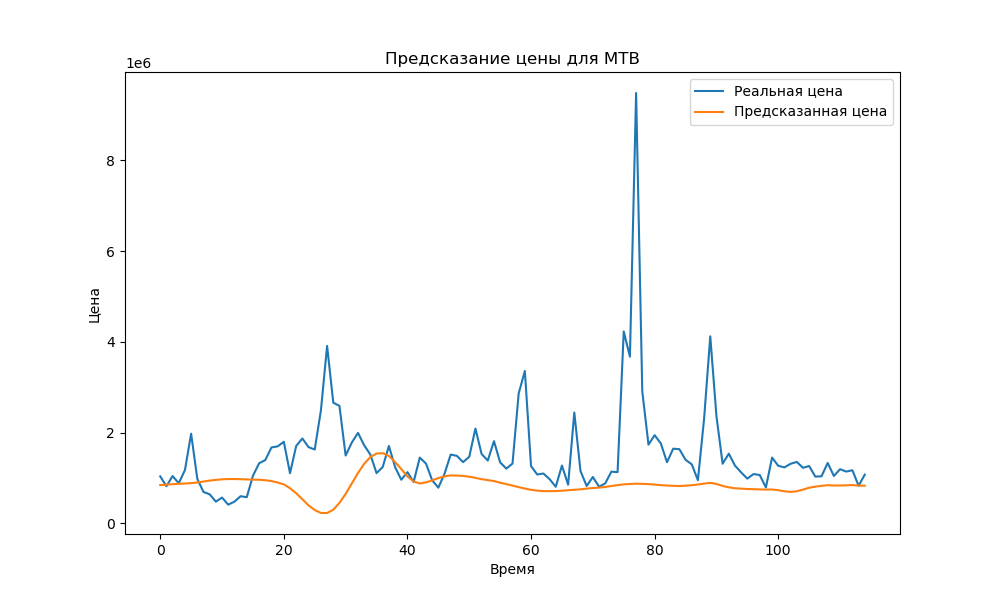 Предсказание цены для MTB
1e6
Реальная цена
Предсказанная цена
8
6
4
2
0
Цена
0 20 40 60 80 100
Время